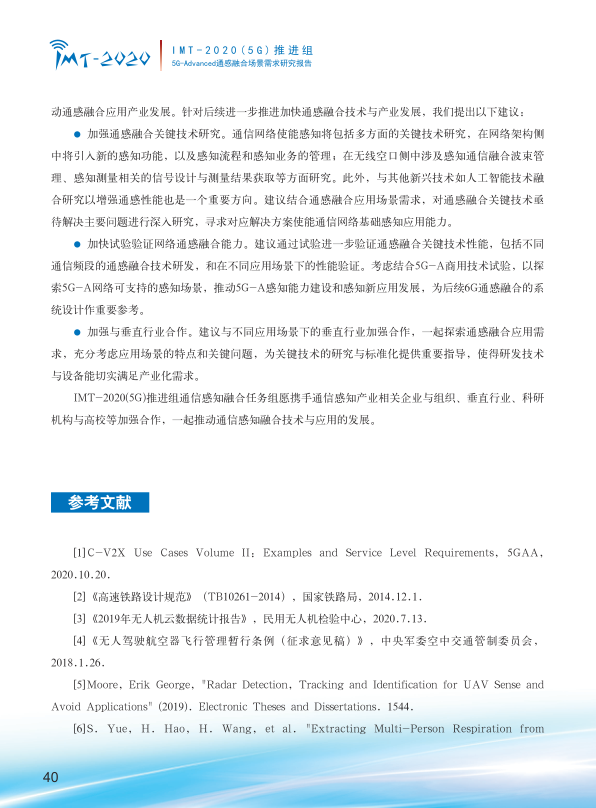 IMT-2020
IMT-2020(5G)推进组
5G-Advanced通感融合场景需求研究报告
动通感融合应用产业发展。针对后续进一步推进加快通感融合技术与产业发展，我们提出以下建议：
● 加强通感融合关键技术研究。通信网络使能感知将包括多方面的关键技术研究，在网络架构侧
中将引入新的感知功能，以及感知流程和感知业务的管理；在无线空口侧中涉及感知通信融合波束管
理、感知测量相关的信号设计与测量结果获取等方面研究。此外，与其他新兴技术如人工智能技术融
合研究以增强通感性能也是一个重要方向。建议结合通感融合应用场景需求，对通感融合关键技术亟
待解决主要问题进行深入研究，寻求对应解决方案使能通信网络基础感知应用能力。
● 加快试验验证网络通感融合能力。建议通过试验进一步验证通感融合关键技术性能，包括不同
通信频段的通感融合技术研发，和在不同应用场景下的性能验证。考虑结合5G-A商用技术试验，以探
索5G-A网络可支持的感知场景，推动5G-A感知能力建设和感知新应用发展，为后续6G通感融合的系
统设计作重要参考。
● 加强与垂直行业合作。建议与不同应用场景下的垂直行业加强合作，一起探索通感融合应用需
求，充分考虑应用场景的特点和关键问题，为关键技术的研究与标准化提供重要指导，使得研发技术
与设备能切实满足产业化需求。
IMT-2020(5G)推进组通信感知融合任务组愿携手通信感知产业相关企业与组织、垂直行业、科研
机构与高校等加强合作，一起推动通信感知融合技术与应用的发展。
参考文献
[1]C-V2X Use Cases Volume II: Examples and Service Level Requirements, 5GAA,
2020.10.20.
[2]《高速铁路设计规范》（TB10261-2014），国家铁路局，2014.12.1.
[3]《2019年无人机云数据统计报告》，民用无人机检验中心，2020.7.13.
[4]《无人驾驶航空器飞行管理暂行条例（征求意见稿）》，中央军委空中交通管制委员会，
2018.1.26.
[5]Moore, Erik George, "Radar Detection, Tracking and Identification for UAV Sense and
Avoid Applications" (2019). Electronic Theses and Dissertations. 1544.
[6]S. Yue, H. Hao, H. Wang, et al. "Extracting Multi-Person Respiration from
40